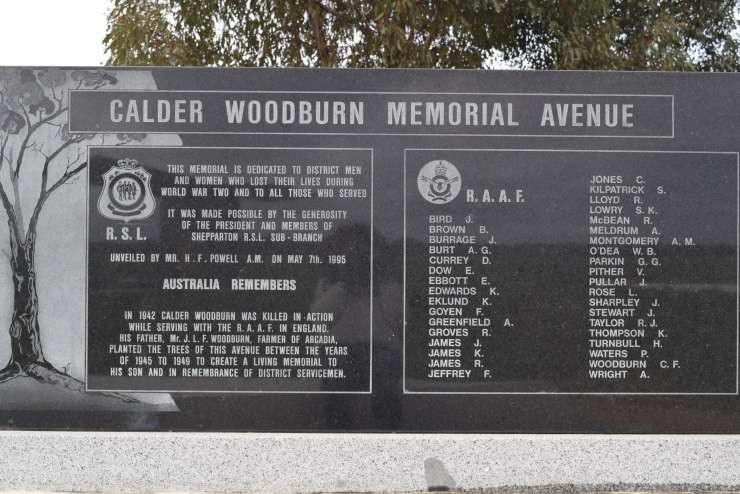 CALDER WOODBURN MEMORIAL AVENUE
THIS MEMORIAL IS DEDICATED TO DISTRICT MEN
AND WOMEN WHO LOST THEIR LIVES DURING
WORLD WAR TWO AND TO ALL THOSE WHO SERVED
IT WAS MADE POSSIBLE BY THE GENEROSITY
OF THE PRESIDENT AND MEMBERS OF
SHEPPARTON R.S.L. SUB - BRANCH
R. S. L.
UNVEILED BY MR. H. F. POWELL A.M. ON MAY 7th. 1995
AUSTRALIA REMEMBERS
IN 1942 CALDER WOODBURN WAS KILLED IN ACTION
WHILE SERVING WITH THE R. A. A. F. IN ENGLAND.
HIS FATHER, Mr. J. L. F. WOODBURN, FARMER OF ARCADIA,
PLANTED THE TREES OF THIS AVENUE BETWEEN THE YEARS
OF 1945 TO 1949 TO CREATE A LIVING MEMORIAL TO
HIS SON AND IN REMEMBRANCE OF DISTRICT SERVICEMEN.
R. A. A. F.
BIRD J.
BROWN B.
BURRAGE J.
BURT A. G.
CURREY D.
DOW E.
EBBOTT E.
EDWARDS K.
EKLUND K.
GOYEN F.
GREENFIELD A.
GROVES R.
JAMES J.
JAMES K.
JAMES R.
JEFFREY F.
JONES C.
KILPATRICK S.
LLOYD R.
LOWRY S. K.
McBEAN R.
MELDRUM A.
MONTGOMERY A. M.
O'DEA W. B.
PARKIN G. G.
PITHER V.
PULLAR J.
ROSE L.
SHARPLEY J.
STEWART J.
TAYLOR R. J.
THOMPSON K.
TURNBULL H.
WATERS P.
WOODBURN C. F.
WRIGHT A.